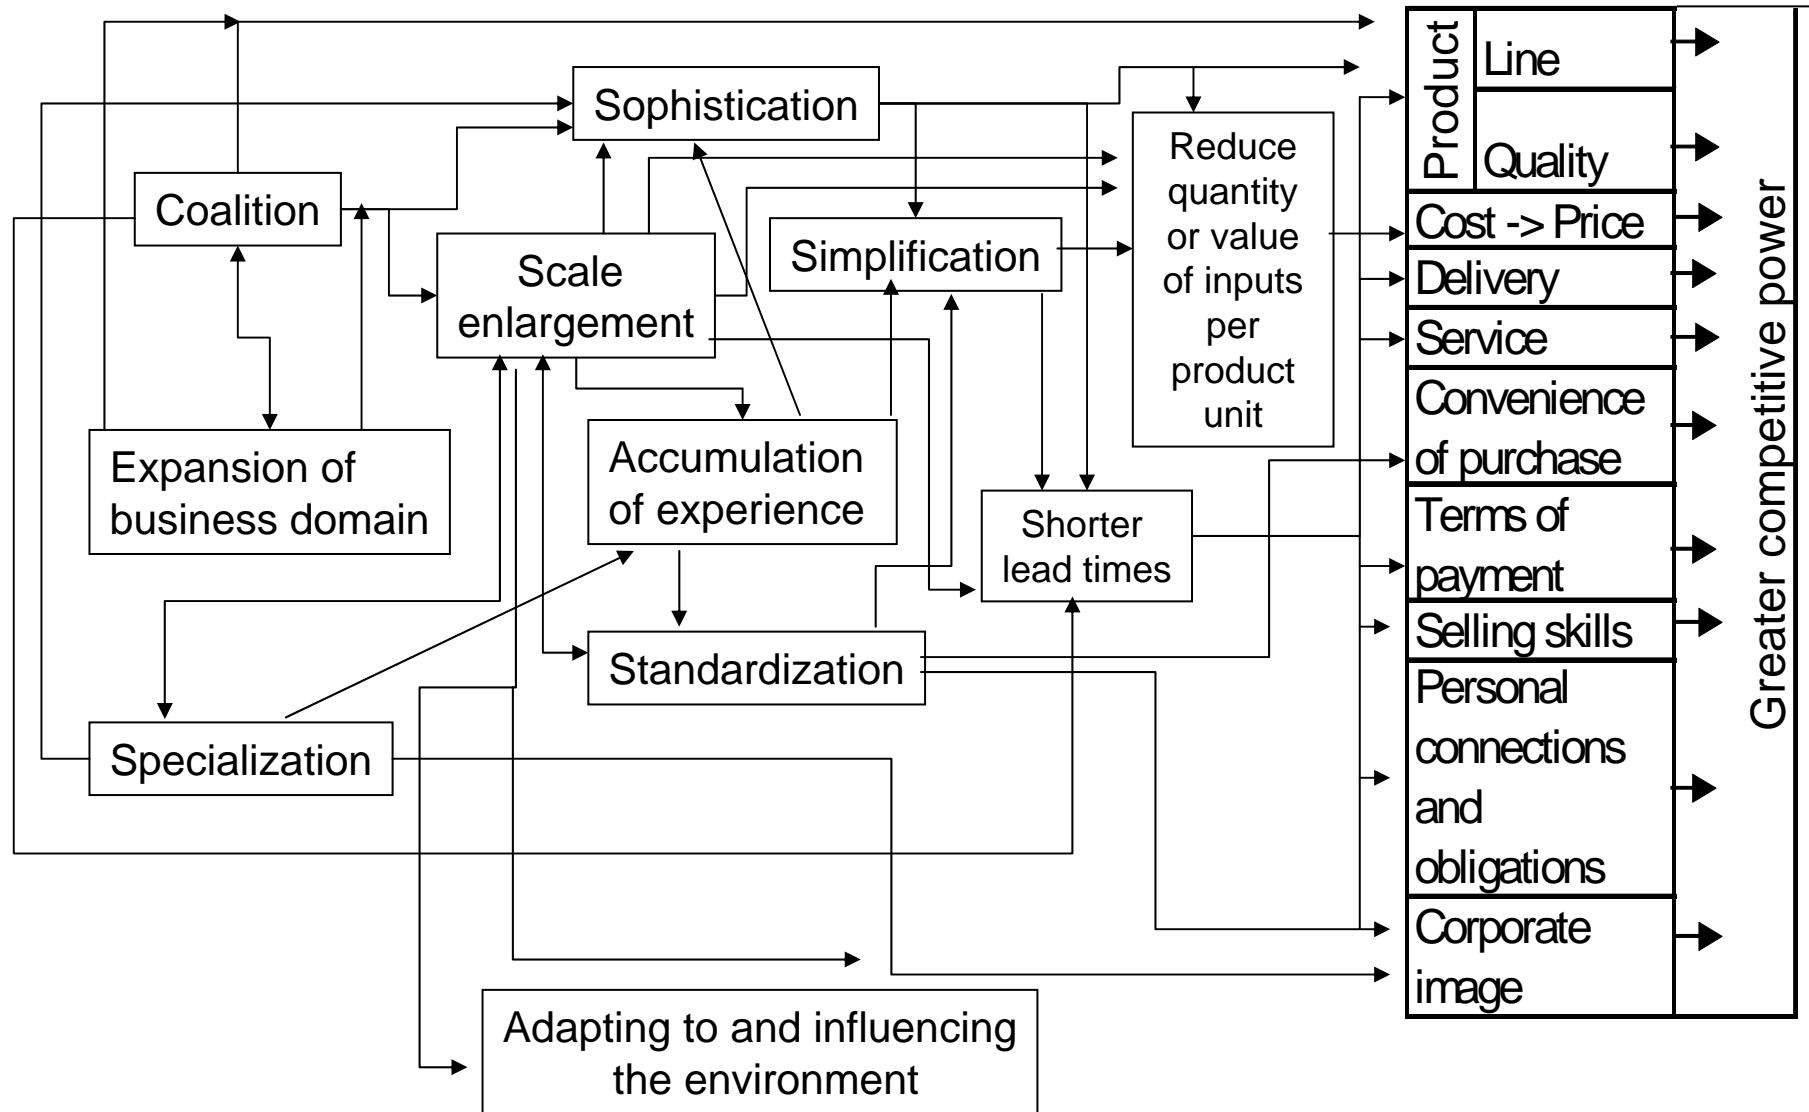 Sophistication
Coalition
Scale
enlargement
Simplification
Reduce
quantity
or value
of inputs
per
product
unit
Expansion of
business domain
Accumulation
of experience
Shorter
lead times
Standardization
Specialization
Adapting to and influencing
the environment
Product
Line
Quality
Cost -> Price
Delivery
Service
Convenience
of purchase
Terms of
payment
Selling skills
Personal
connections
and
obligations
Corporate
image
Greater competitive power